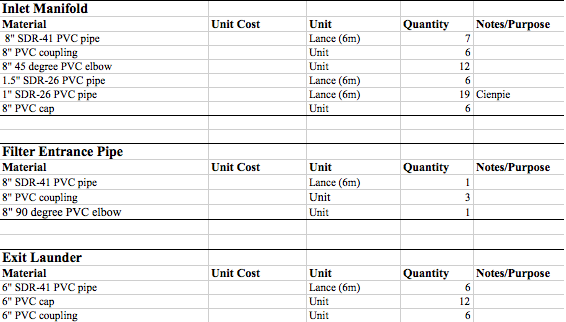 Inlet Manifold
Material Unit Cost Unit Quantity Notes/Purpose
8" SDR-41 PVC pipe Lance (6m) 7
8" PVC coupling Unit 6
8" 45 degree PVC elbow Unit 12
1.5" SDR-26 PVC pipe Lance (6m) 6
1" SDR-26 PVC pipe Lance (6m) 19 Cienpie
8" PVC cap Unit 6
Filter Entrance Pipe
Material Unit Cost Unit Quantity Notes/Purpose
8" SDR-41 PVC pipe Lance (6m) 1
8" PVC coupling Unit 3
8" 90 degree PVC elbow Unit 1
Exit Launder
Material Unit Cost Unit Quantity Notes/Purpose
6" SDR-41 PVC pipe Lance (6m) 6
6" PVC cap Unit 12
6" PVC coupling Unit 6